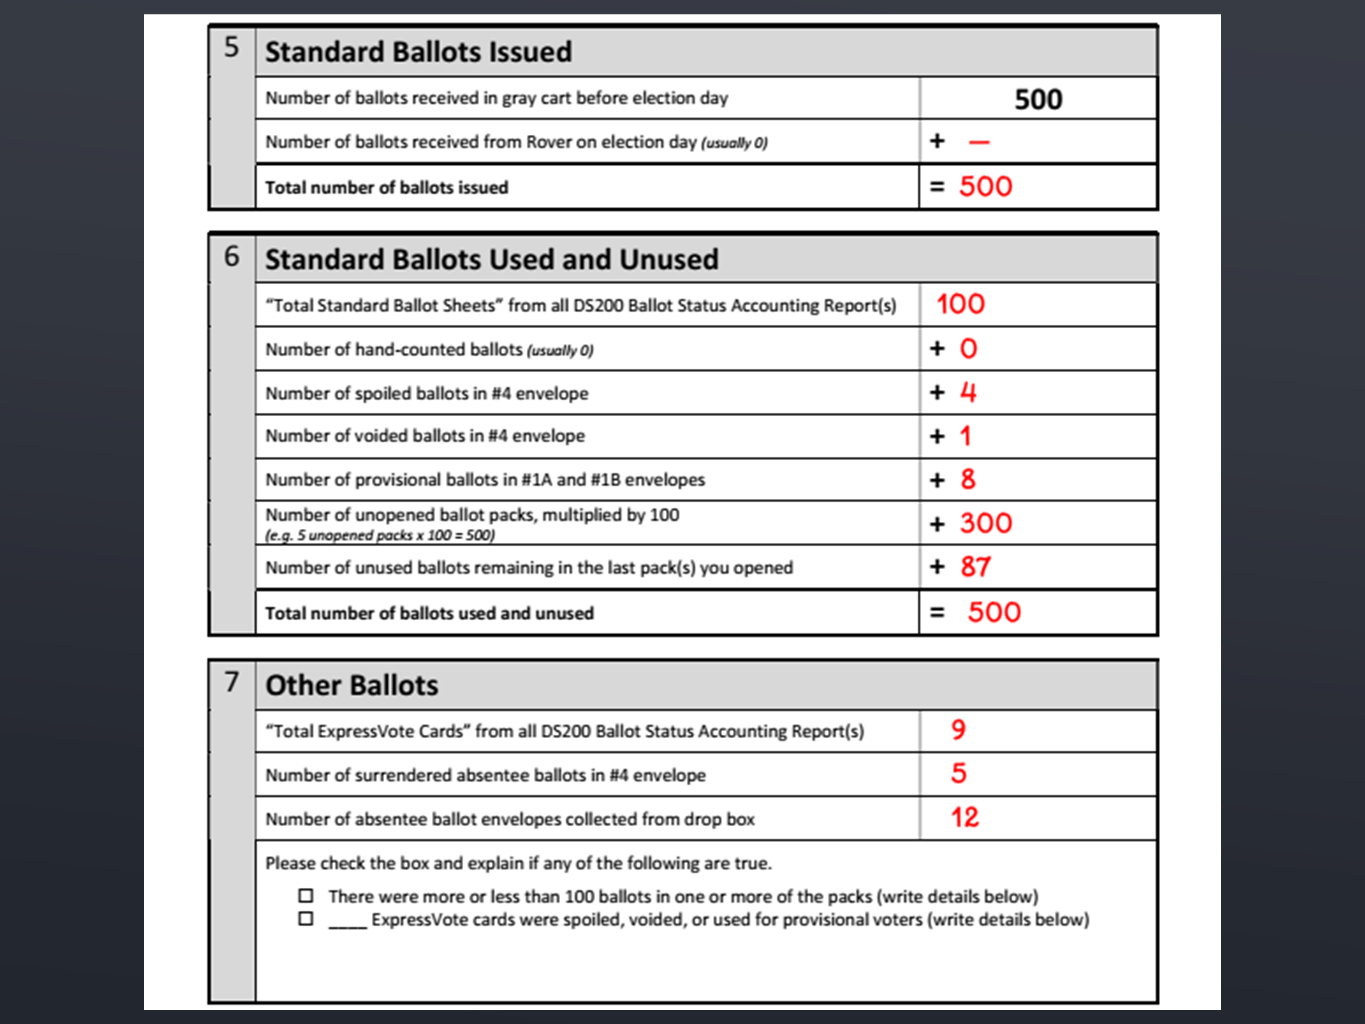 5 Standard Ballots Issued
Number of ballots received in gray cart before election day 500
Number of ballots received from Rover on election day (usually 0) + —
Total number of ballots issued = 500
6 Standard Ballots Used and Unused
“Total Standard Ballot Sheets” from all DS200 Ballot Status Accounting Report(s) 100
Number of hand-counted ballots (usually 0) + 0
Number of spoiled ballots in #4 envelope + 4
Number of voided ballots in #4 envelope + 1
Number of provisional ballots in #1A and #1B envelopes + 8
Number of unopened ballot packs, multiplied by 100 + 300
(e.g. 5 unopened packs x 100 = 500)
Number of unused ballots remaining in the last pack(s) you opened + 87
Total number of ballots used and unused = 500
7 Other Ballots
“Total ExpressVote Cards” from all DS200 Ballot Status Accounting Report(s) 9
Number of surrendered absentee ballots in #4 envelope 5
Number of absentee ballot envelopes collected from drop box 12
Please check the box and explain if any of the following are true.
☐ There were more or less than 100 ballots in one or more of the packs (write details below)
☐ ____ ExpressVote cards were spoiled, voided, or used for provisional voters (write details below)